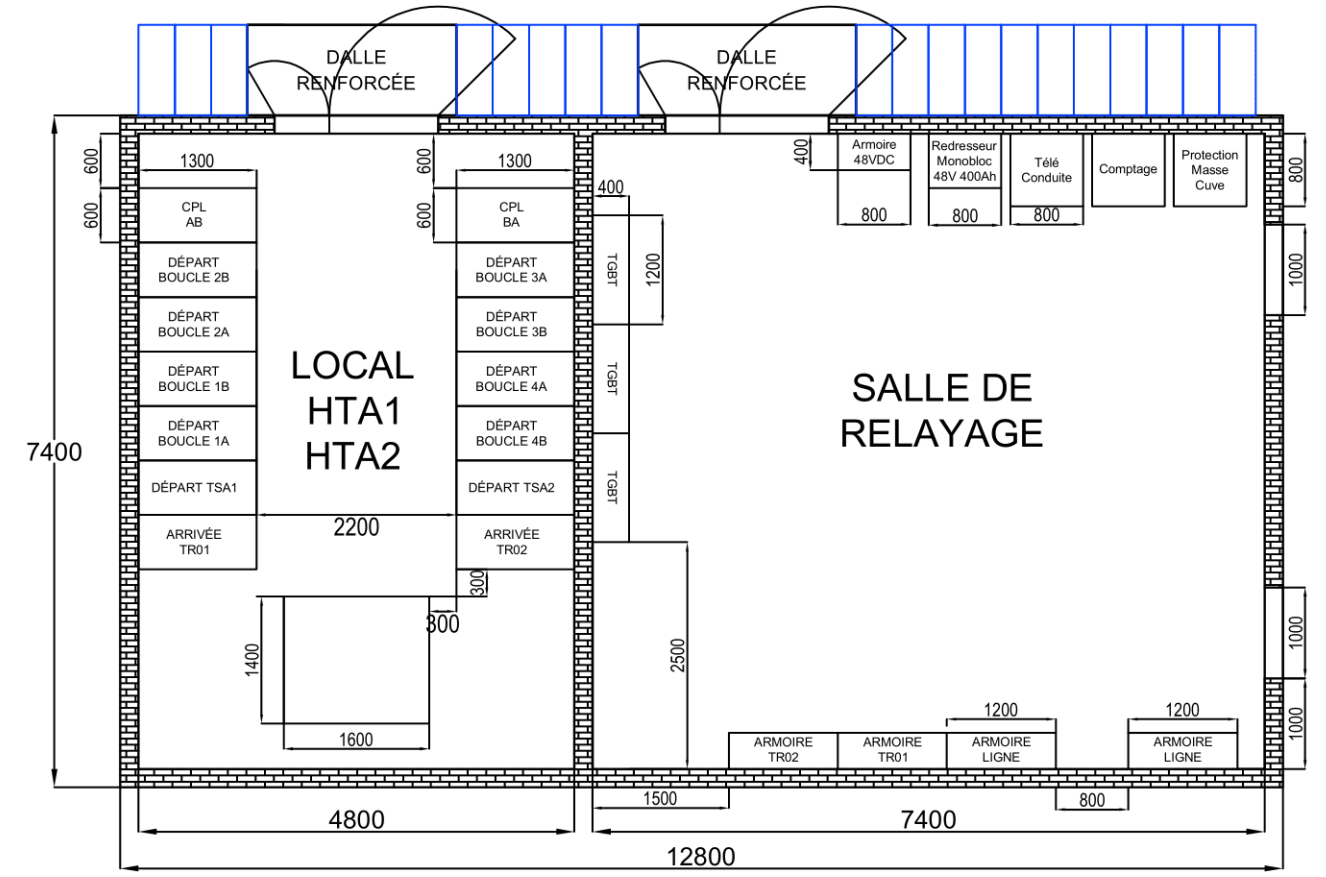 DALLE
RENFORCÉE
DALLE
RENFORCÉE
600
1300
600
1300
400
Armoire
48VDC
Redresseur
Monobloc
48V 400Ah
Télé
Conduite
Comptage
Protection
Masse
Cuve
800
400
600
CPL
AB
600
CPL
BA
800
800
800
DÉPART
BOUCLE 2B
DÉPART
BOUCLE 3A
TGBT
1200
1000
DÉPART
BOUCLE 2A
DÉPART
BOUCLE 3B
LOCAL
HTA1
HTA2
DÉPART
BOUCLE 1B
DÉPART
BOUCLE 4A
TGBT
SALLE DE
RELAYAGE
DÉPART
BOUCLE 1A
DÉPART
BOUCLE 4B
7400
DÉPART TSA1
DÉPART TSA2
TGBT
2200
ARRIVÉE
TR01
ARRIVÉE
TR02
300
300
1400
1600
2500
1000
1000
1200
1200
ARMOIRE
TR02
ARMOIRE
TR01
ARMOIRE
LIGNE
ARMOIRE
LIGNE
1500
800
4800
7400
12800